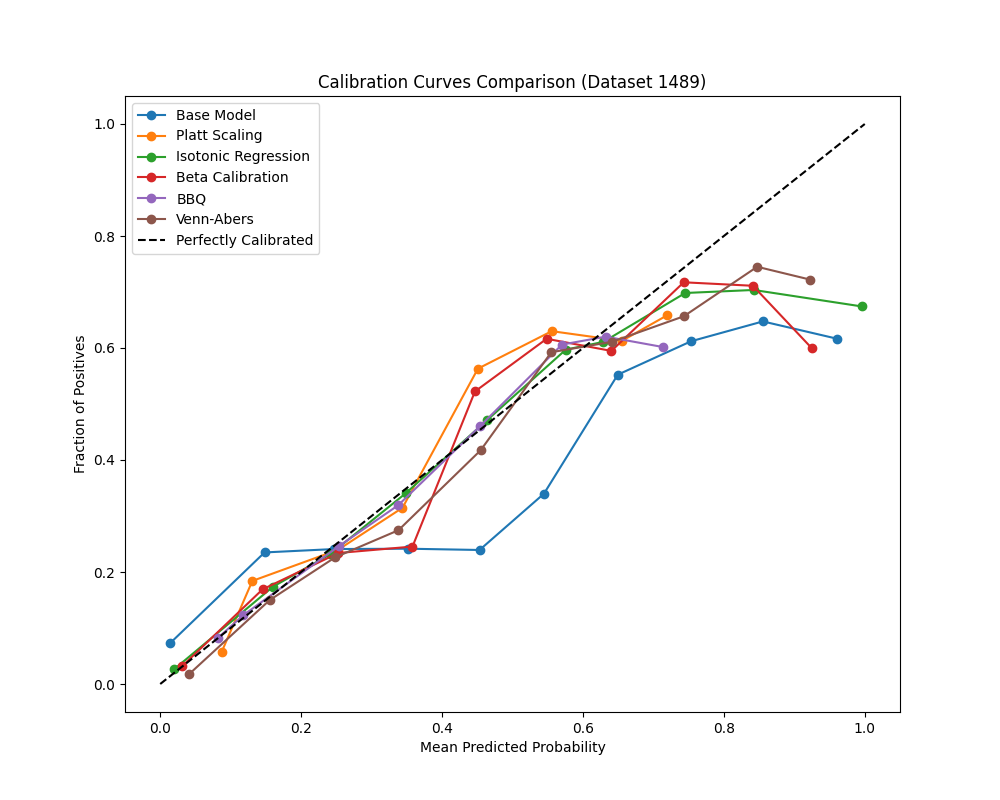 Calibration Curves Comparison (Dataset 1489)
Base Model
Platt Scaling
Isotonic Regression
Beta Calibration
BBQ
Venn-Abers
Perfectly Calibrated
Fraction of Positives
1.0
0.8
0.6
0.4
0.2
0.0
0.0 0.2 0.4 0.6 0.8 1.0
Mean Predicted Probability